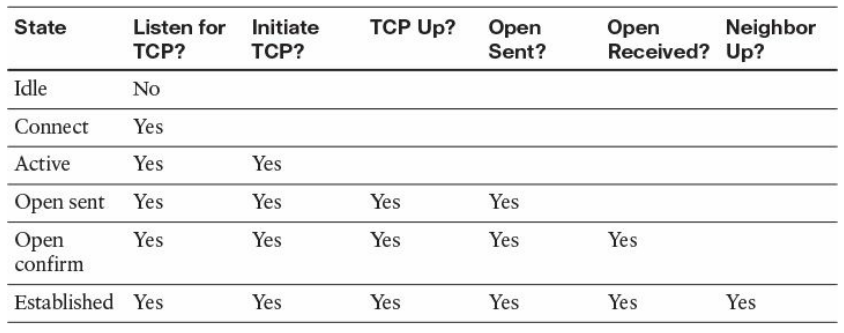 State Listen for TCP? Initiate TCP? TCP Up? Open Sent? Open Received? Neighbor Up?
Idle No
Connect Yes
Active Yes Yes
Open sent Yes Yes Yes Yes
Open confirm Yes Yes Yes Yes Yes
Established Yes Yes Yes Yes Yes Yes